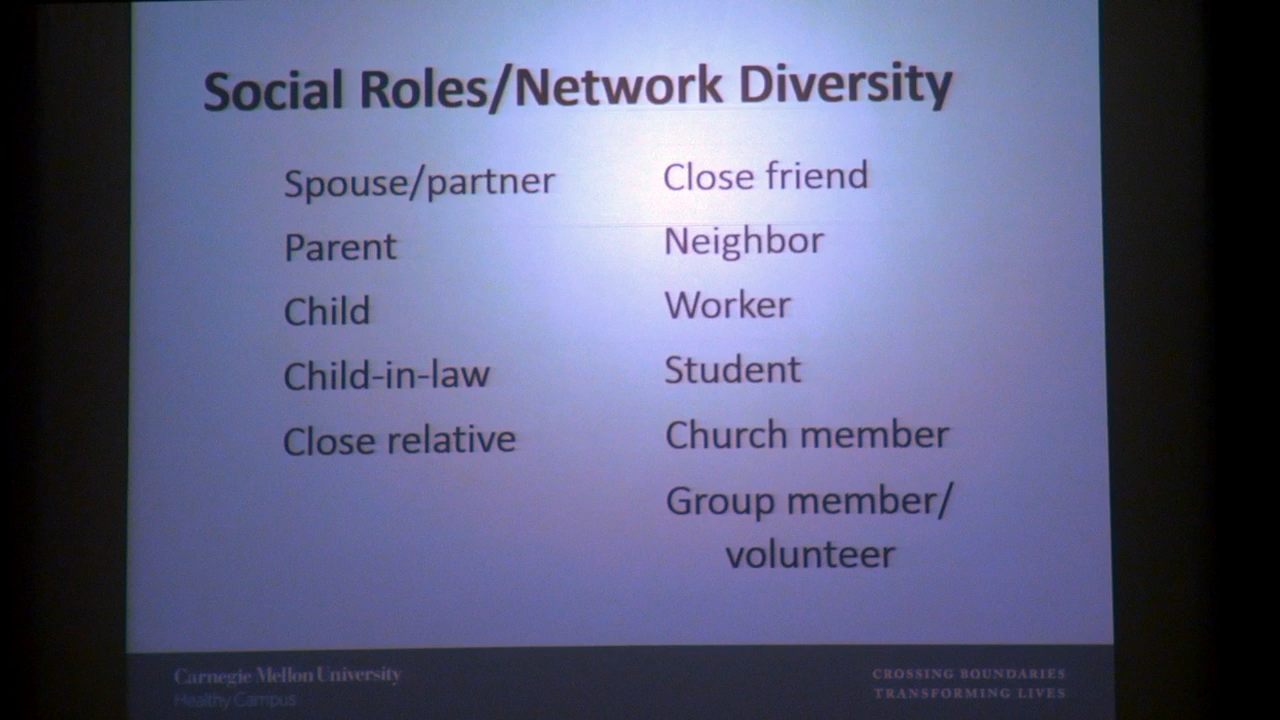 Social Roles/Network Diversity
Spouse/partner
Parent
Child
Child-in-law
Close relative
Close friend
Neighbor
Worker
Student
Church member
Group member/
volunteer
Carnegie Mellon University
Healthy Campus
CROSSING BOUNDARIES
TRANSFORMING LIVES